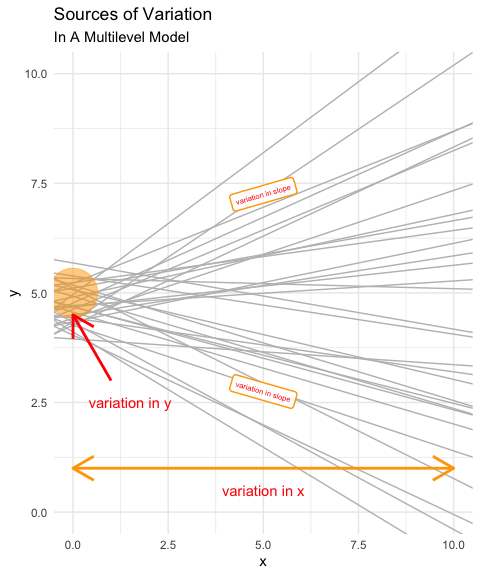 Sources of Variation
In A Multilevel Model
10.0
7.5
5.0
2.5
0.0
y
variation in slope
variation in slope
variation in y
variation in x
0.0 2.5 5.0 7.5 10.0
x